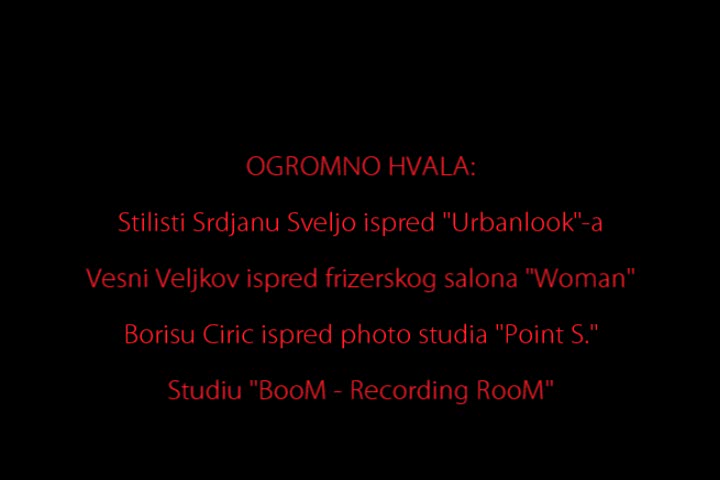 OGROMNO HVALA:
Stilisti Srdjanu Sveljo ispred "Urbanlook"-a
Vesni Veljkov ispred frizerskog salona "Woman"
Borisu Ciric ispred photo studia "Point S."
Studiu "BooM - Recording RooM"